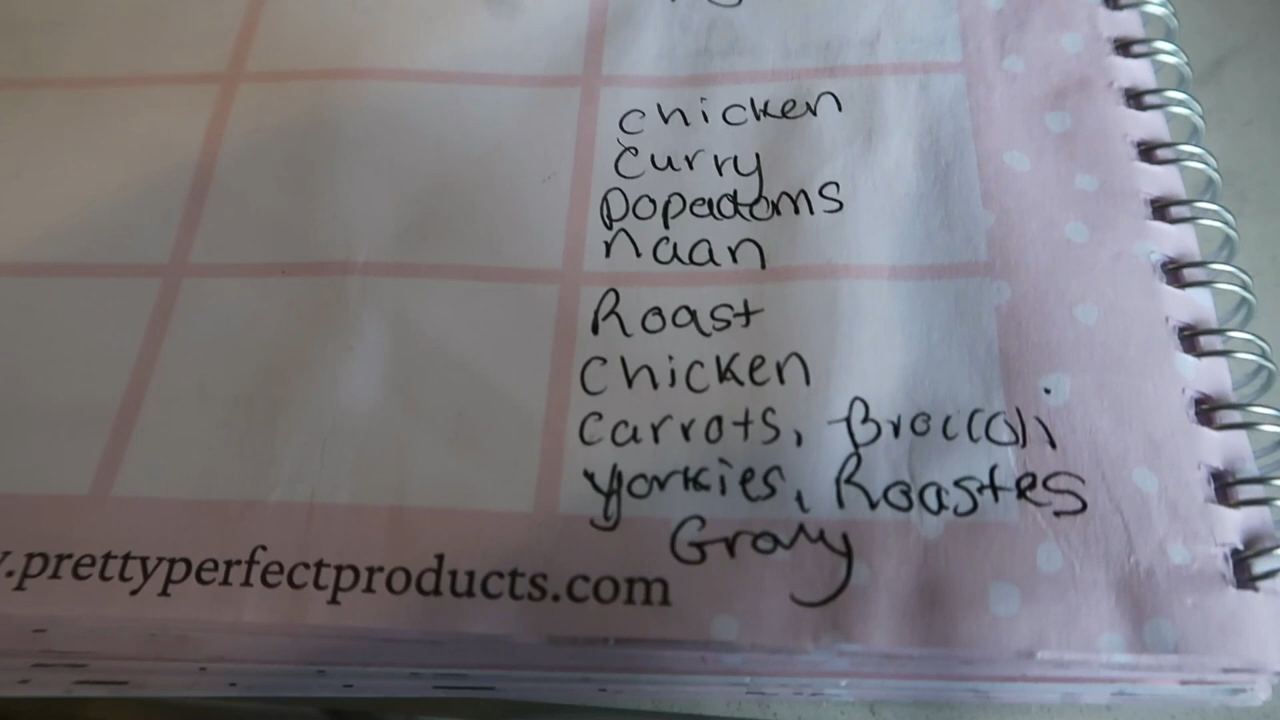 chicken
curry
popadoms
naan
Roast
chicken
carrots, Broccoli
yorkies, Roastes
Gravy
.prettyperfectproducts.com